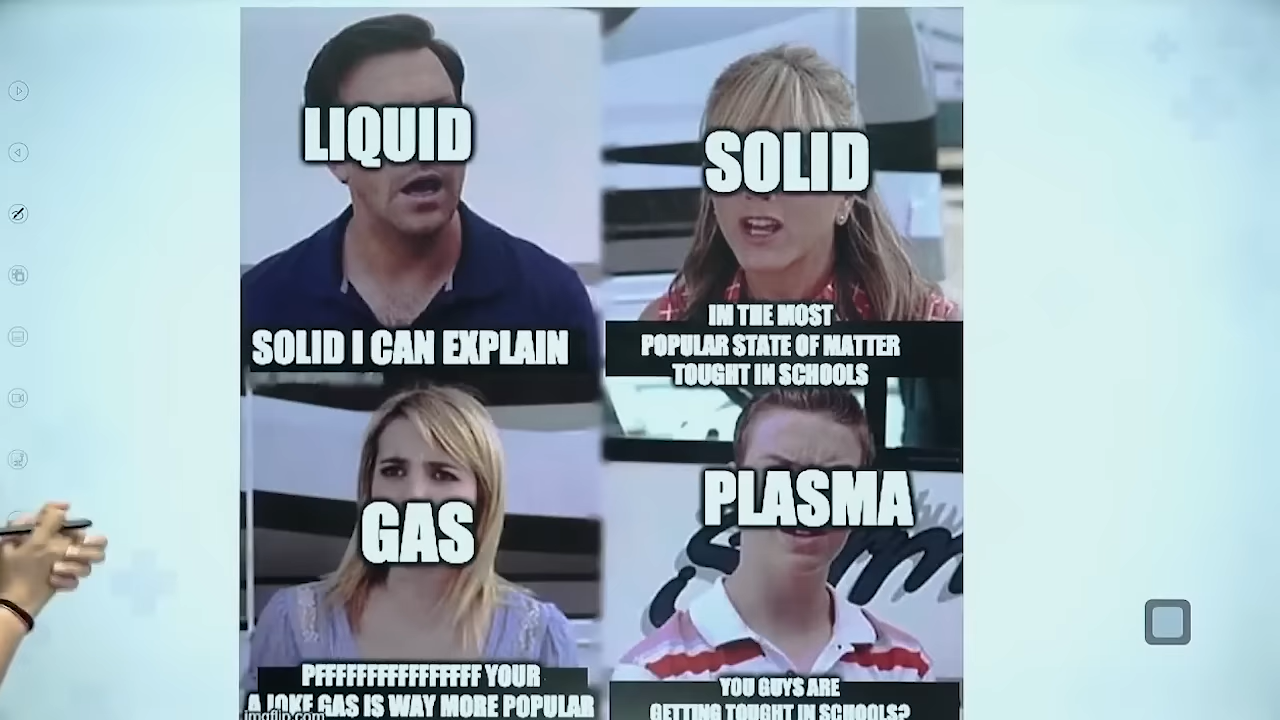 LIQUID
SOLID I CAN EXPLAIN
SOLID
IM THE MOST
POPULAR STATE OF MATTER
TOUGHT IN SCHOOLS
GAS
PFFFFFFFFFFFFFFFF YOUR
A JOKE GAS IS WAY MORE POPULAR
imgflip.com
PLASMA
YOU GUYS ARE
GETTING TOUGHT IN SCHOOLS?